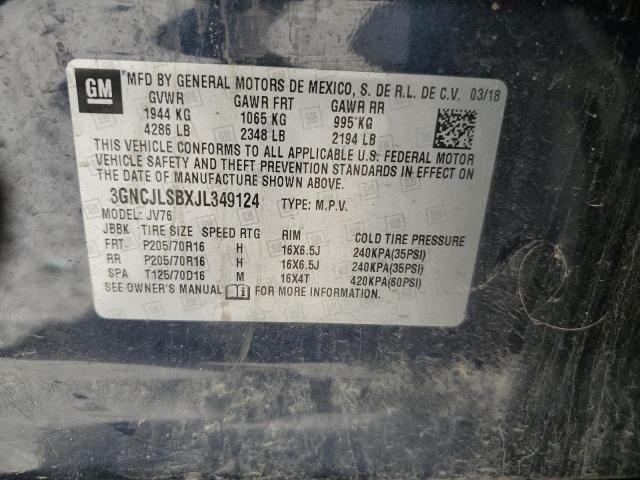 GM
MFD BY GENERAL MOTORS DE MEXICO, S. DE R.L. DE C.V. 03/18
GVWR GAWR FRT GAWR RR
1944 KG 1065 KG 995 KG
4286 LB 2348 LB 2194 LB
THIS VEHICLE CONFORMS TO ALL APPLICABLE U.S. FEDERAL MOTOR
VEHICLE SAFETY AND THEFT PREVENTION STANDARDS IN EFFECT ON
THE DATE OF MANUFACTURE SHOWN ABOVE.
3GNCJLSBXJL349124 TYPE: M.P.V.
MODEL: JV76
JBBK TIRE SIZE SPEED RTG RIM COLD TIRE PRESSURE
FRT P205/70R16 H 16X6.5J 240KPA(35PSI)
RR P205/70R16 H 16X6.5J 240KPA(35PSI)
SPA T125/70D16 M 16X4T 420KPA(60PSI)
SEE OWNER'S MANUAL FOR MORE INFORMATION.